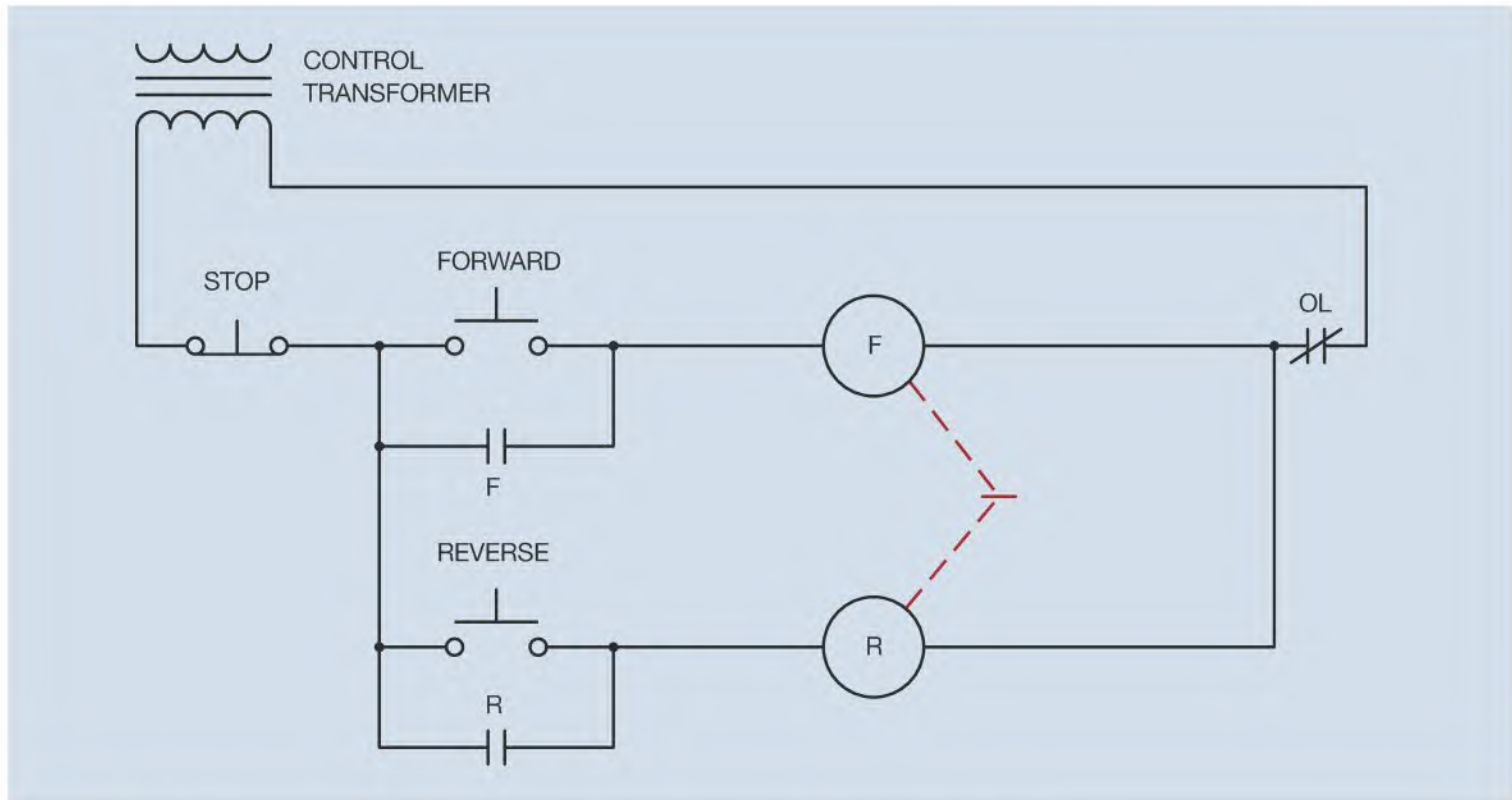 CONTROL
TRANSFORMER
STOP
FORWARD
F
OL
F
REVERSE
R
R